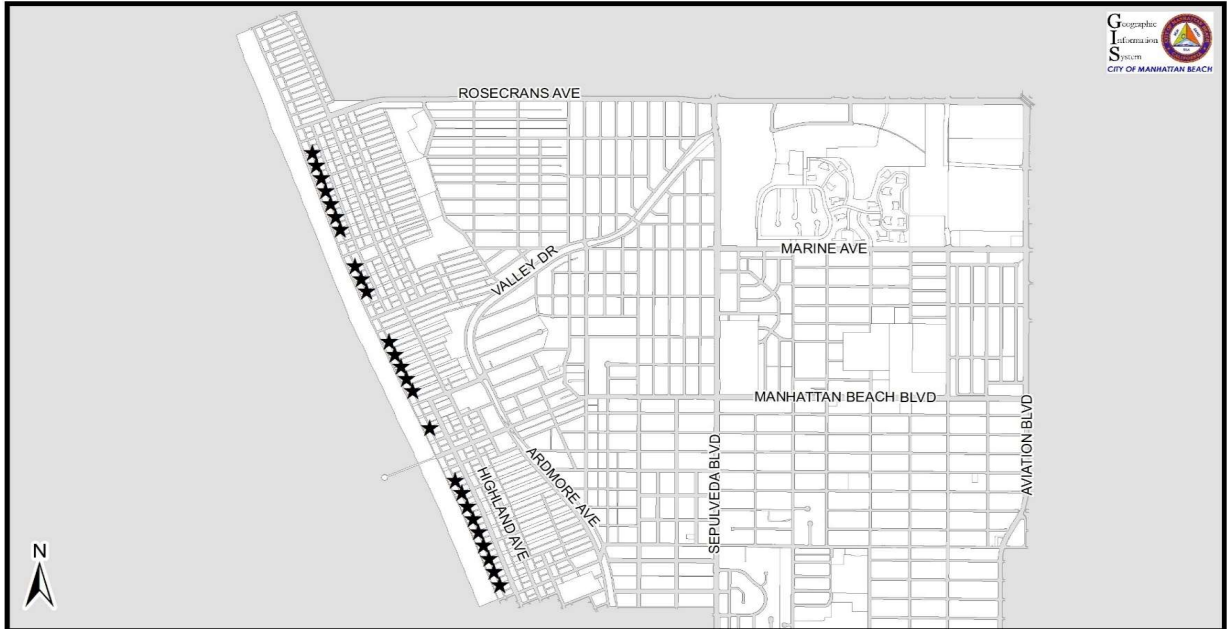 Geographic
Information
System
CITY OF MANHATTAN BEACH
ROSECRANS AVE
VALLEY DR
MARINE AVE
MANHATTAN BEACH BLVD
SEPULVEDA BLVD
AVIATION BLVD
ARDMORE AVE
HIGHLAND AVE
N